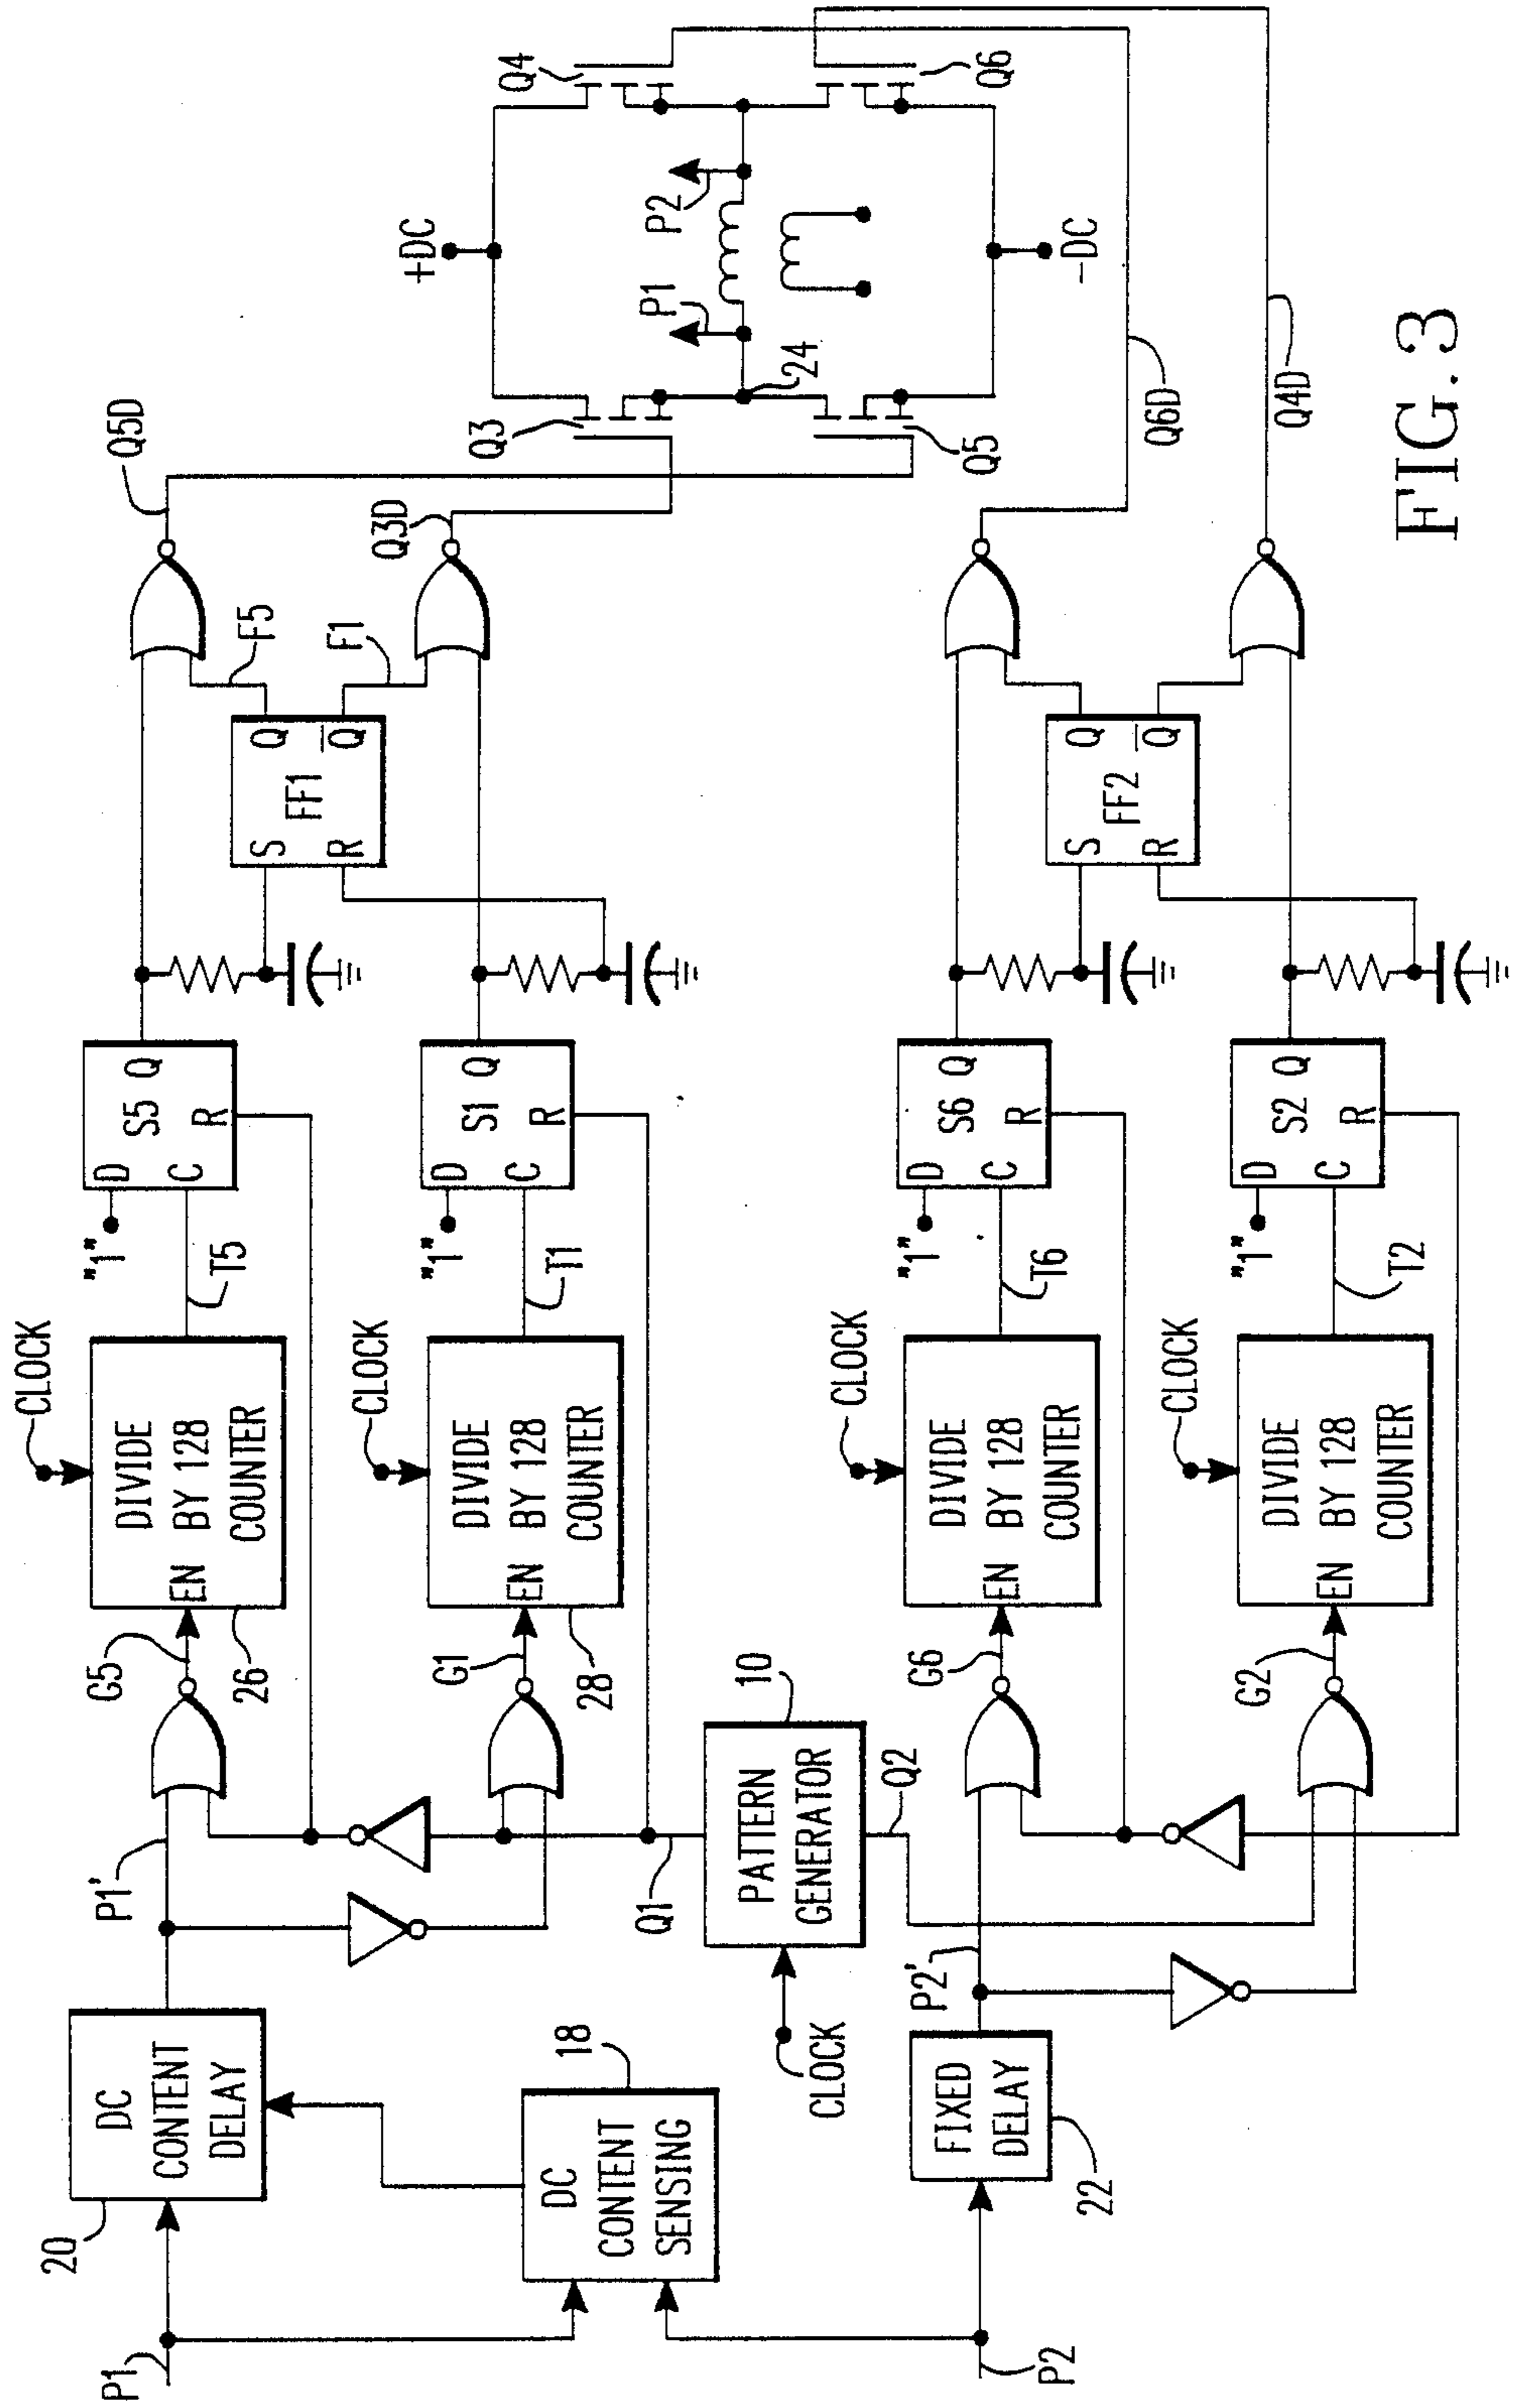 P1
20
DC
CONTENT
DELAY
P1'
G5
EN
DIVIDE
BY 128
COUNTER
26
CLOCK
T5
"1"
D
C
S5
Q
R
S
R
FF1
Q
Q
F5
F1
Q5D
DC
CONTENT
SENSING
18
G1
EN
DIVIDE
BY 128
COUNTER
28
CLOCK
T1
"1"
D
C
S1
Q
R
Q3D
Q1
CLOCK
PATTERN
GENERATOR
10
Q2
+DC
Q3
Q4
P1
P2
24
Q5
Q6
-DC
P2
FIXED
DELAY
22
P2'
G6
EN
DIVIDE
BY 128
COUNTER
CLOCK
T6
"1"
D
C
S6
Q
R
S
R
FF2
Q
Q
Q6D
G2
EN
DIVIDE
BY 128
COUNTER
CLOCK
T2
"1"
D
C
S2
Q
R
Q4D
FIG. 3